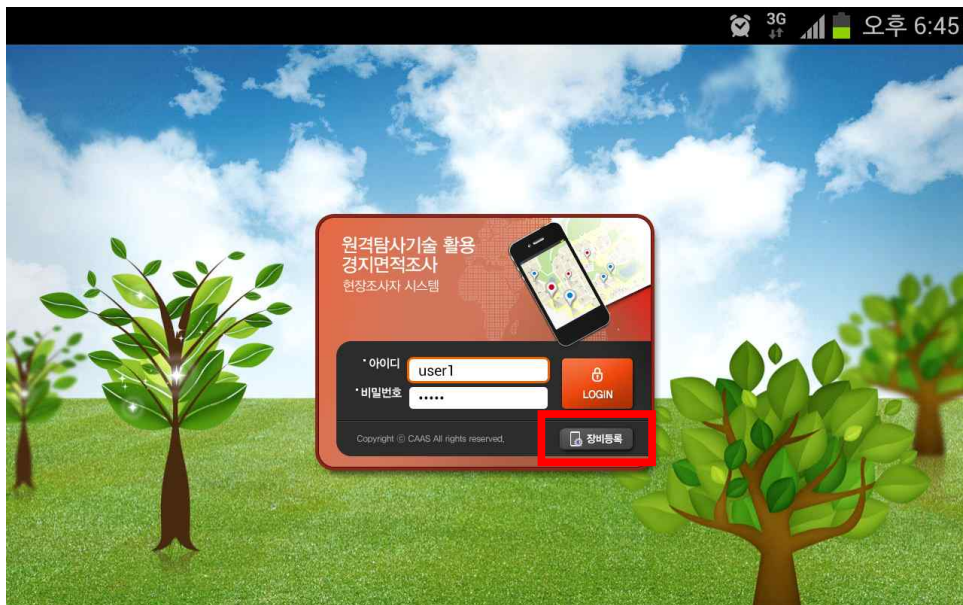 3G 오후 6:45
원격탐사기술 활용
경지면적조사
현장조사자 시스템
아이디 user1
비밀번호 •••••
LOGIN
Copyright ⓒ CAAS All rights reserved.
장비등록